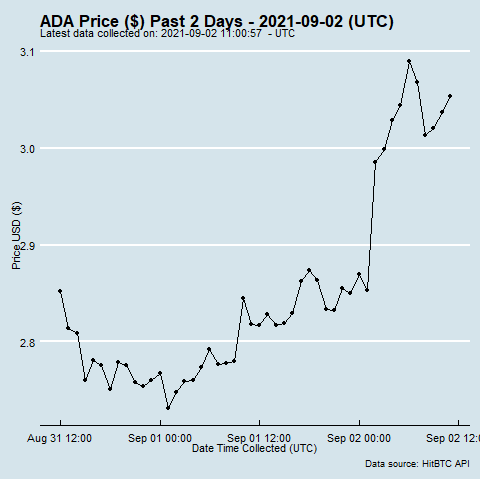 ADA Price ($) Past 2 Days - 2021-09-02 (UTC)
Latest data collected on: 2021-09-02 11:00:57  - UTC
3.1
3.0
2.9
2.8
Price USD ($)
Aug 31 12:00 Sep 01 00:00 Sep 01 12:00 Sep 02 00:00 Sep 02 12:00
Date Time Collected (UTC)
Data source: HitBTC API